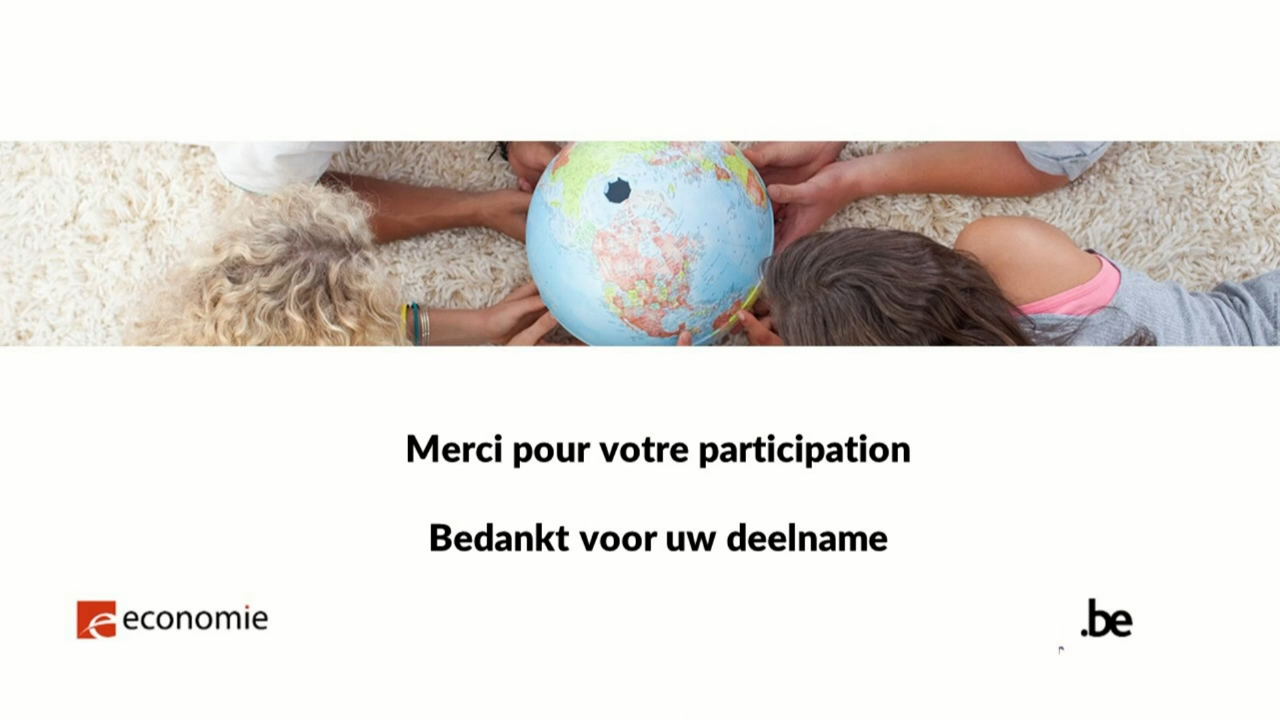 Merci pour votre participation
Bedankt voor uw deelname
economie
.be